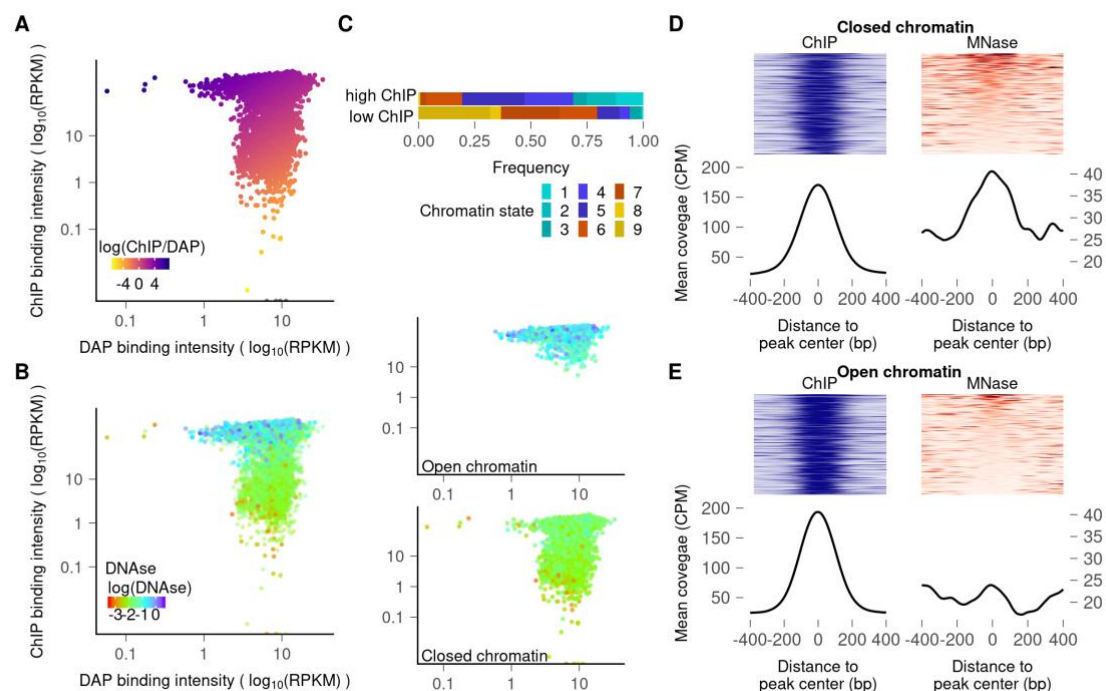 A
ChIP binding intensity ( log10(RPKM) )
10
1
0.1
log(ChIP/DAP)
-4 0 4
0.1 1 10
DAP binding intensity ( log10(RPKM) )
B
ChIP binding intensity ( log10(RPKM) )
10
1
0.1
DNAse
log(DNAse)
-3-2-1 0
0.1 1 10
DAP binding intensity ( log10(RPKM) )
C
high ChIP
low ChIP
0.00 0.25 0.50 0.75 1.00
Frequency
Chromatin state
1 4 7
2 5 8
3 6 9
10
1
0.1
Open chromatin
0.1 1 10
10
1
0.1
Closed chromatin
0.1 1 10
D
Closed chromatin
ChIP MNase
Mean covegae (CPM)
200
150
100
50
40
35
30
25
20
-400 -200 0 200 400
-400 -200 0 200 400
Distance to
peak center (bp)
Distance to
peak center (bp)
E
Open chromatin
ChIP MNase
Mean covegae (CPM)
200
150
100
50
40
35
30
25
20
-400 -200 0 200 400
-400 -200 0 200 400
Distance to
peak center (bp)
Distance to
peak center (bp)